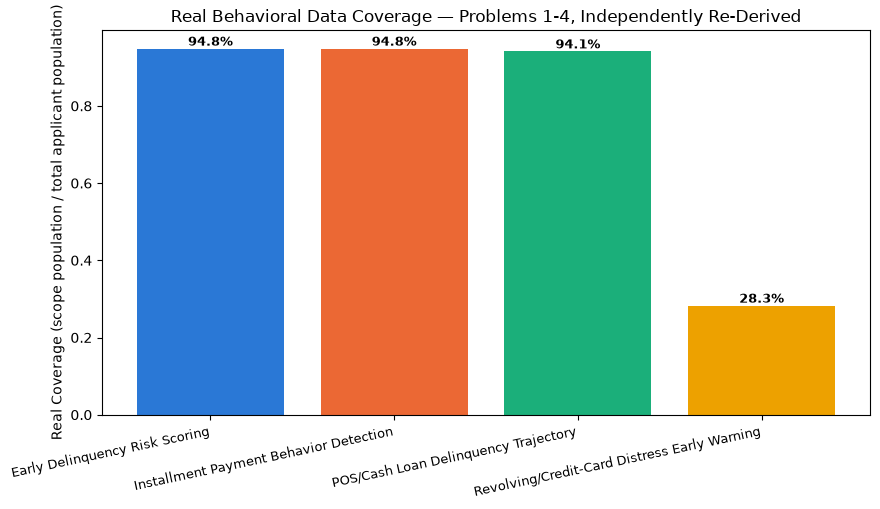 Real Behavioral Data Coverage — Problems 1-4, Independently Re-Derived
Real Coverage (scope population / total applicant population)
0.8
0.6
0.4
0.2
0.0
94.8%
94.8%
94.1%
28.3%
Early Delinquency Risk Scoring
Installment Payment Behavior Detection
POS/Cash Loan Delinquency Trajectory
Revolving/Credit-Card Distress Early Warning